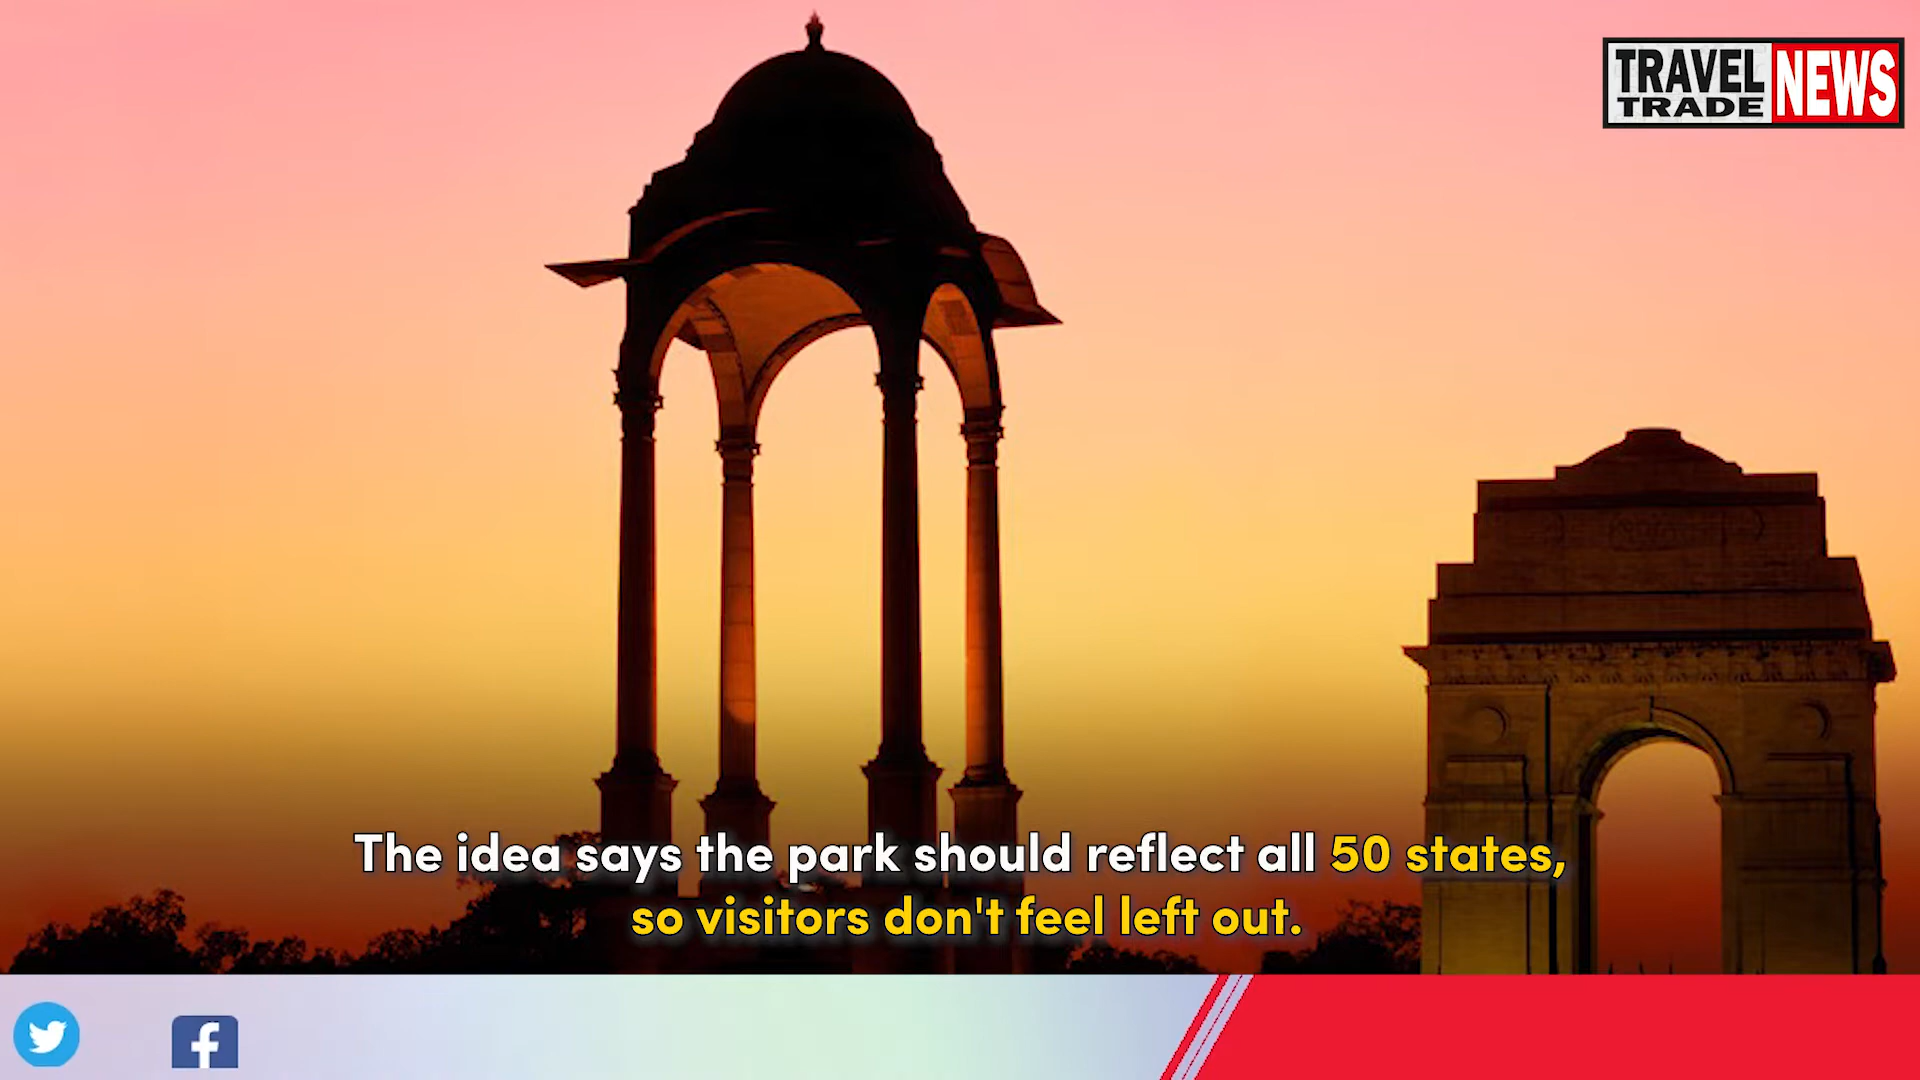 TRAVEL
TRADE
NEWS
The idea says the park should reflect all 50 states,
so visitors don't feel left out.